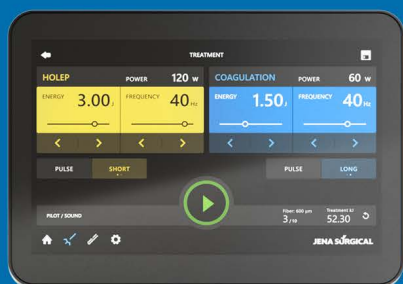 TREATMENT
HOLEP POWER 120 W
COAGULATION POWER 60 W
ENERGY 3.00 J FREQUENCY 40 Hz
ENERGY 1.50 J FREQUENCY 40 Hz
PULSE SHORT
PULSE LONG
PILOT / SOUND
Fiber: 600 µm
3/10
Treatment kJ
52.30
JENA SURGICAL